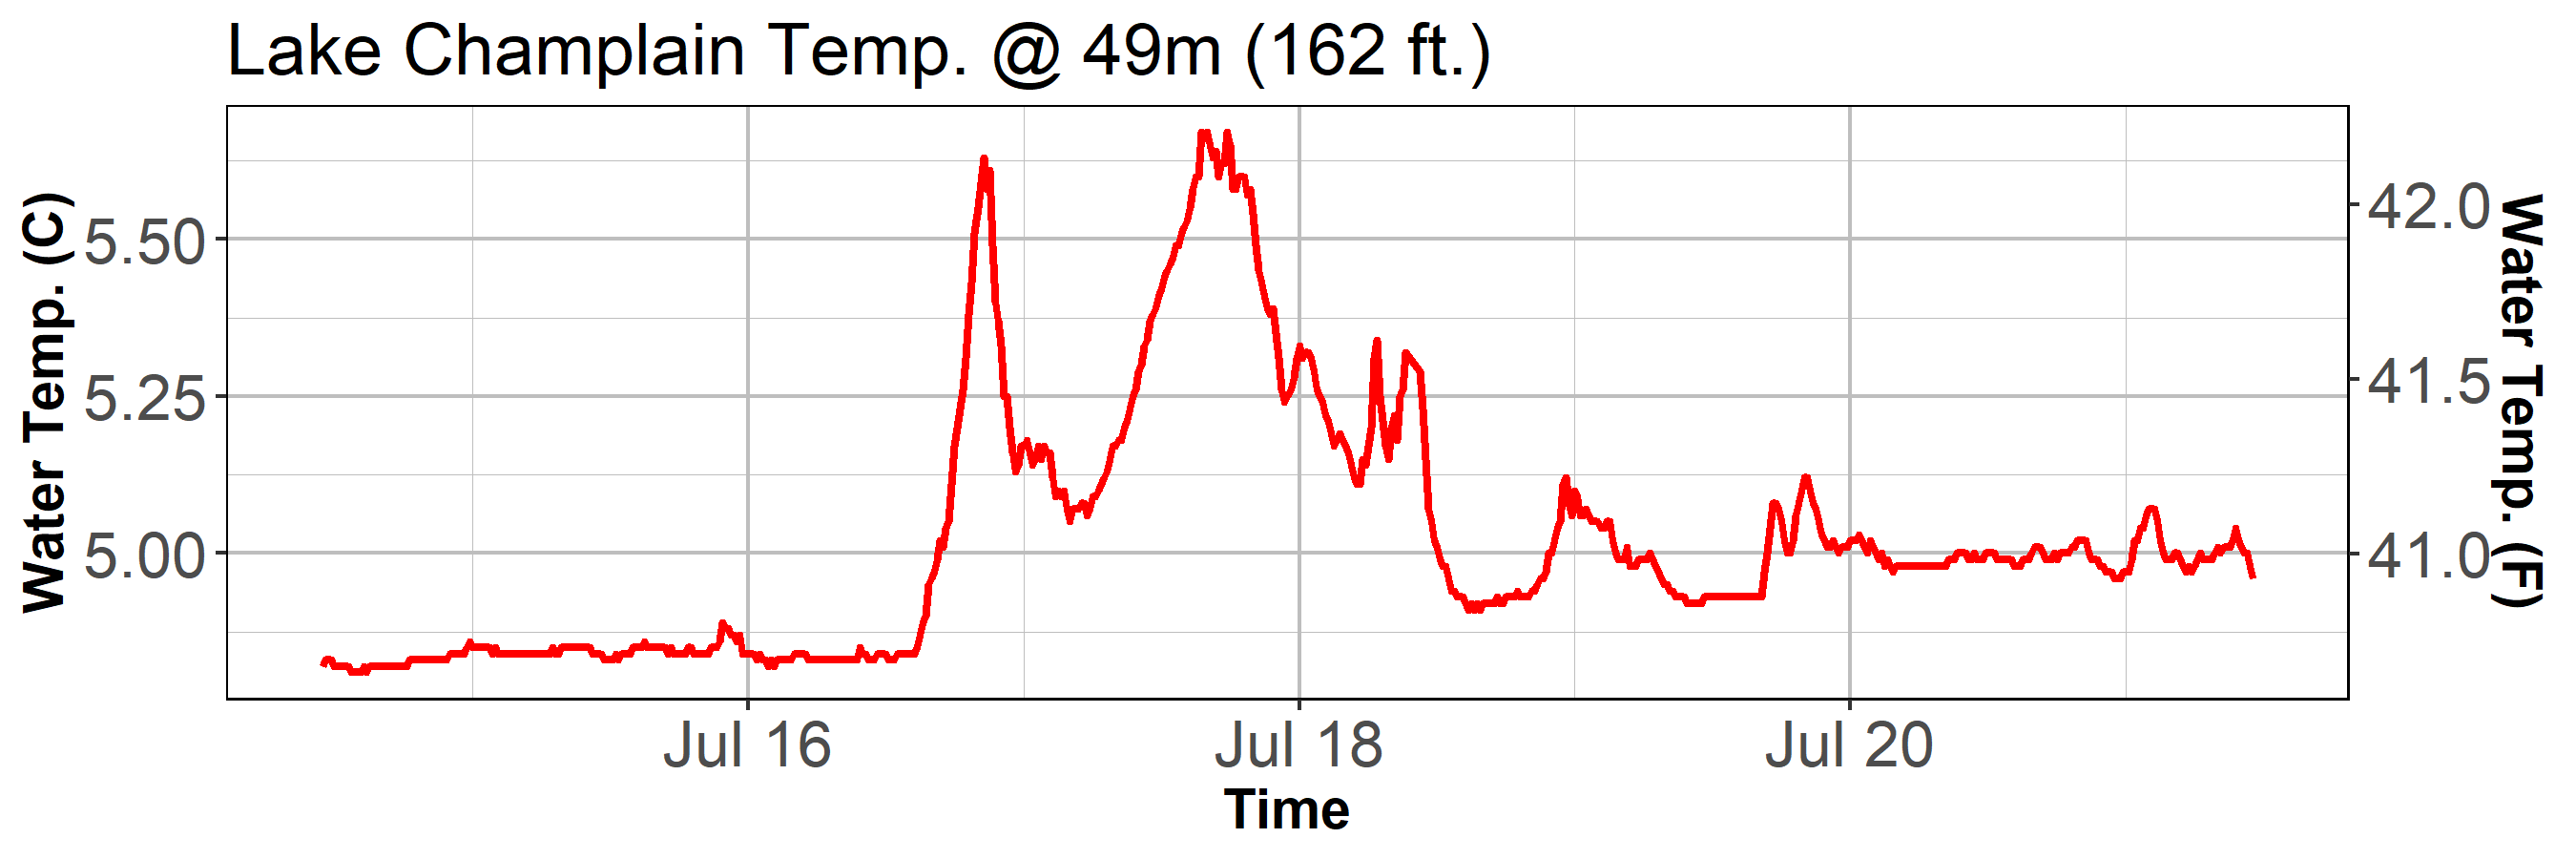 Lake Champlain Temp. @ 49m (162 ft.)
Water Temp. (C)
5.50
5.25
5.00
42.0
41.5
41.0
Water Temp. (F)
Jul 16
Jul 18
Jul 20
Time